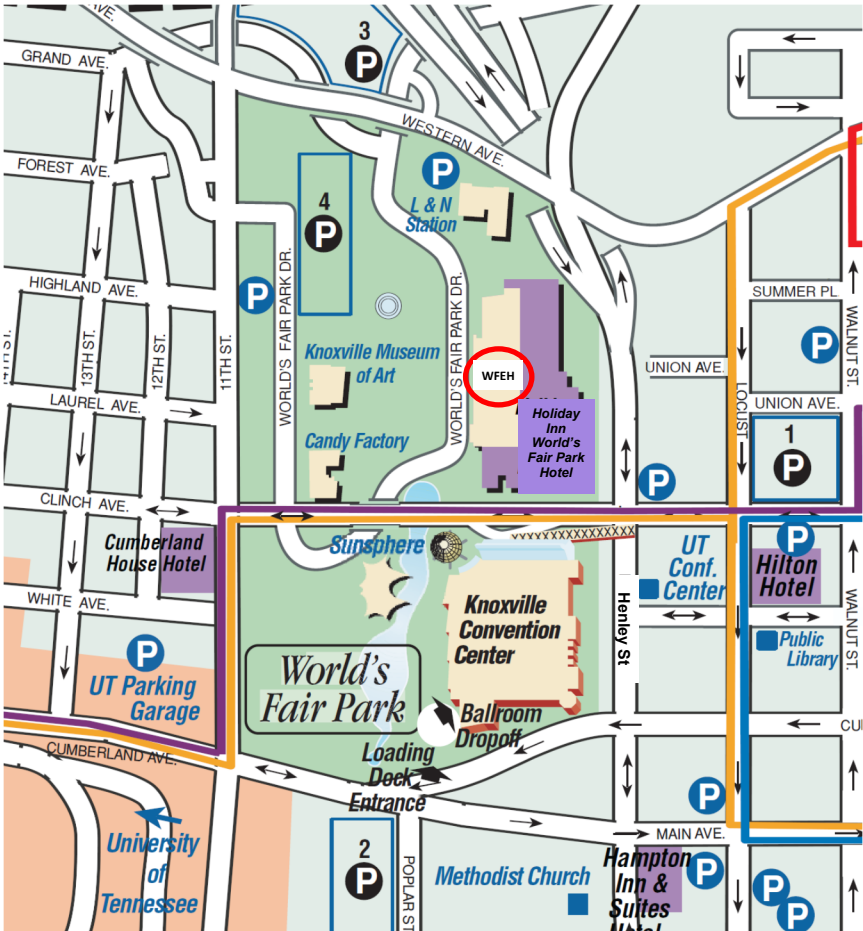 AVE.
3
P
GRAND AVE.
WESTERN AVE.
FOREST AVE.
P
L & N
Station
4
P
HIGHLAND AVE.
P
SUMMER PL.
WALNUT ST.
P
13TH ST.
12TH ST.
11TH ST.
WORLD'S FAIR PARK DR.
WORLD'S FAIR PARK DR.
Knoxville Museum
of Art
WFEH
UNION AVE.
LOCUST
LAUREL AVE.
UNION AVE.
Holiday
Inn
World's
Fair Park
Hotel
Candy Factory
1
P
P
CLINCH AVE.
Cumberland
House Hotel
Sunsphere
UT
Conf.
Center
P
Hilton
Hotel
WHITE AVE.
Knoxville
Convention
Center
Henley St
WALNUT ST.
Public
Library
P
UT Parking
Garage
World's
Fair Park
Ballroom
Dropoff
CUMBERLAND AVE.
Loading
Dock
Entrance
P
MAIN AVE.
University
of
Tennessee
2
P
POPLAR ST
Methodist Church
Hampton
Inn &
Suites
P
P
P